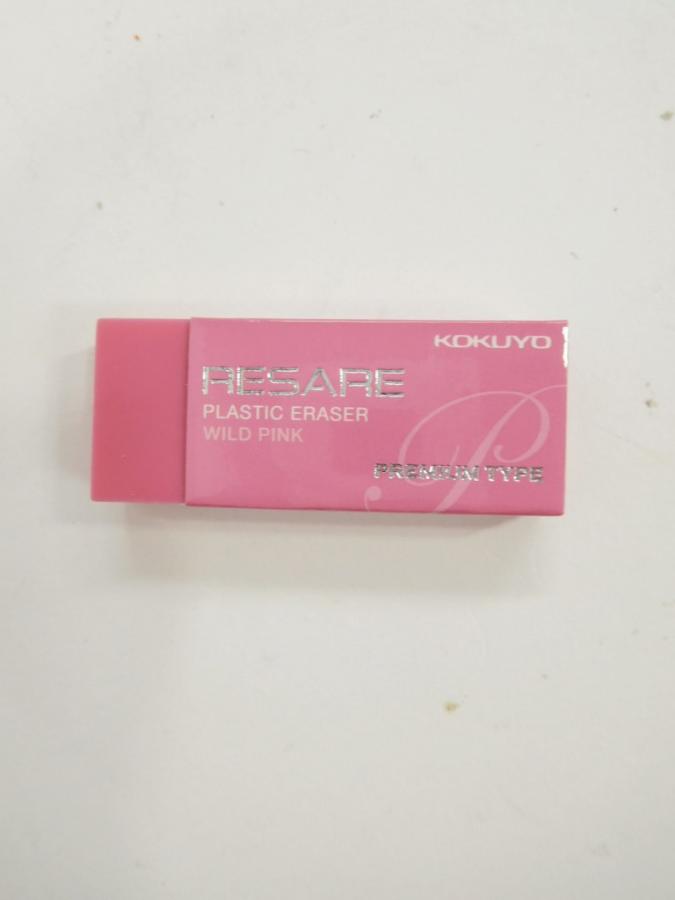 KOKUYO
RESARE
PLASTIC ERASER
WILD PINK
P
PREMIUM TYPE